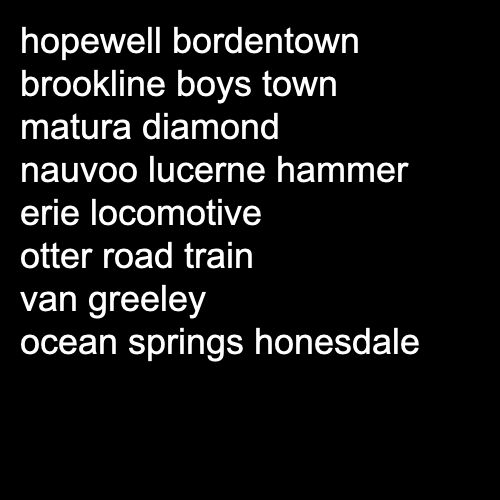 hopewell bordentown
brookline boys town
matura diamond
nauvoo lucerne hammer
erie locomotive
otter road train
van greeley
ocean springs honesdale